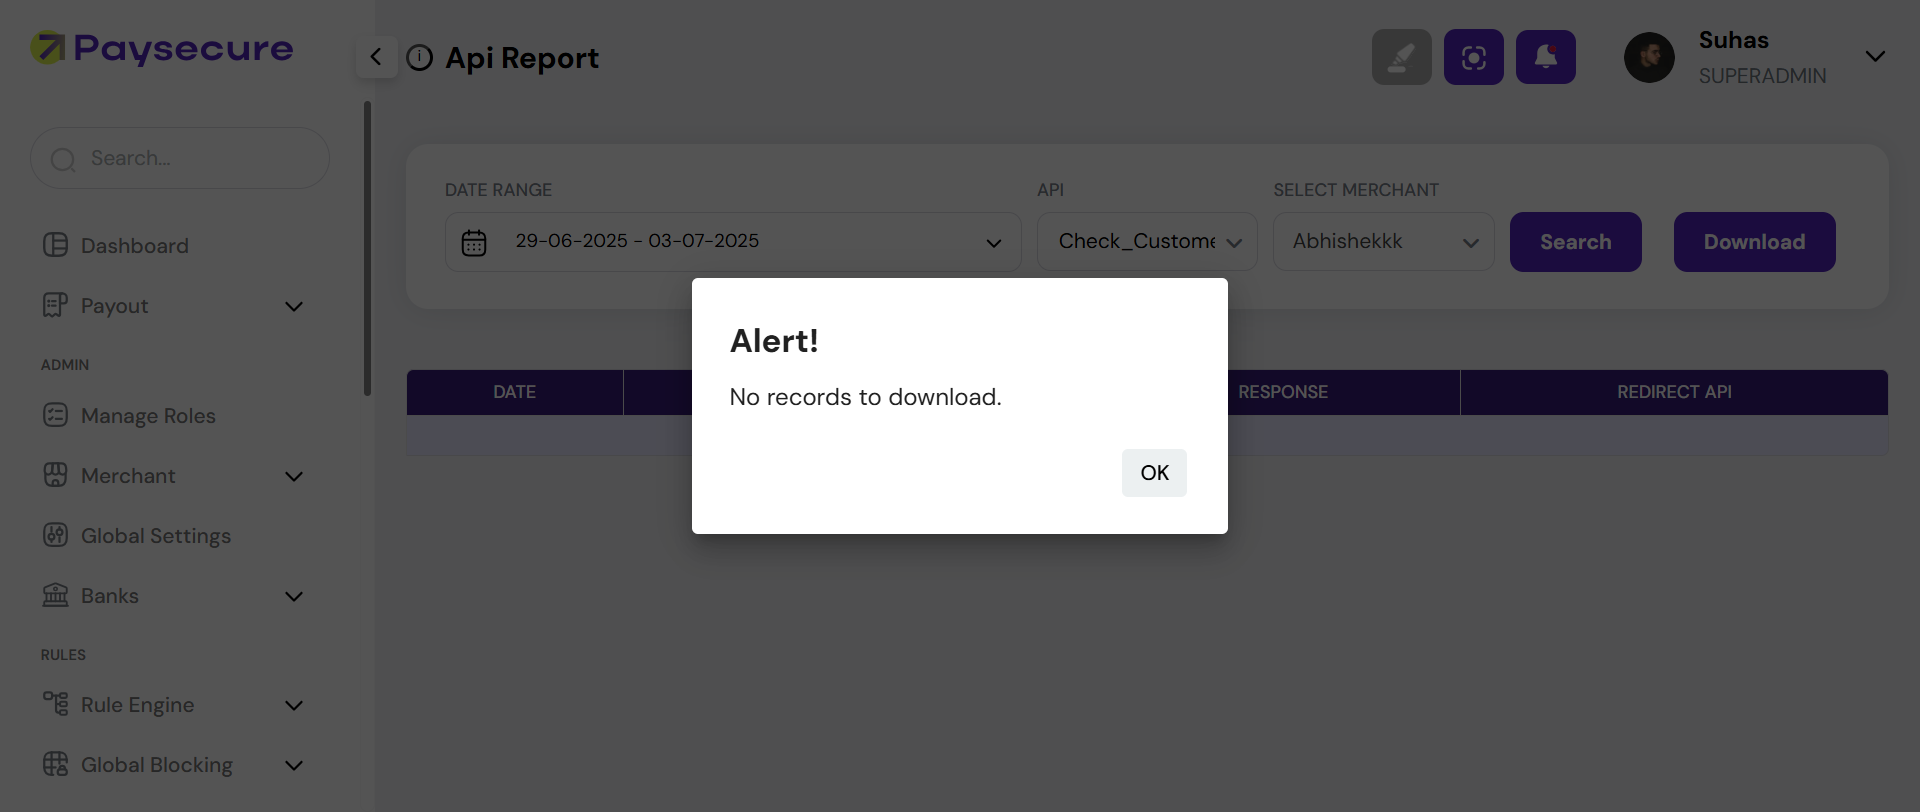 Paysecure
Api Report
Suhas
SUPERADMIN
Search...
Dashboard
Payout
ADMIN
Manage Roles
Merchant
Global Settings
Banks
RULES
Rule Engine
Global Blocking
DATE RANGE
API
SELECT MERCHANT
29-06-2025 - 03-07-2025
Check_Custome
Abhishekkk
Search
Download
DATE
RESPONSE
REDIRECT API
Alert!
No records to download.
OK